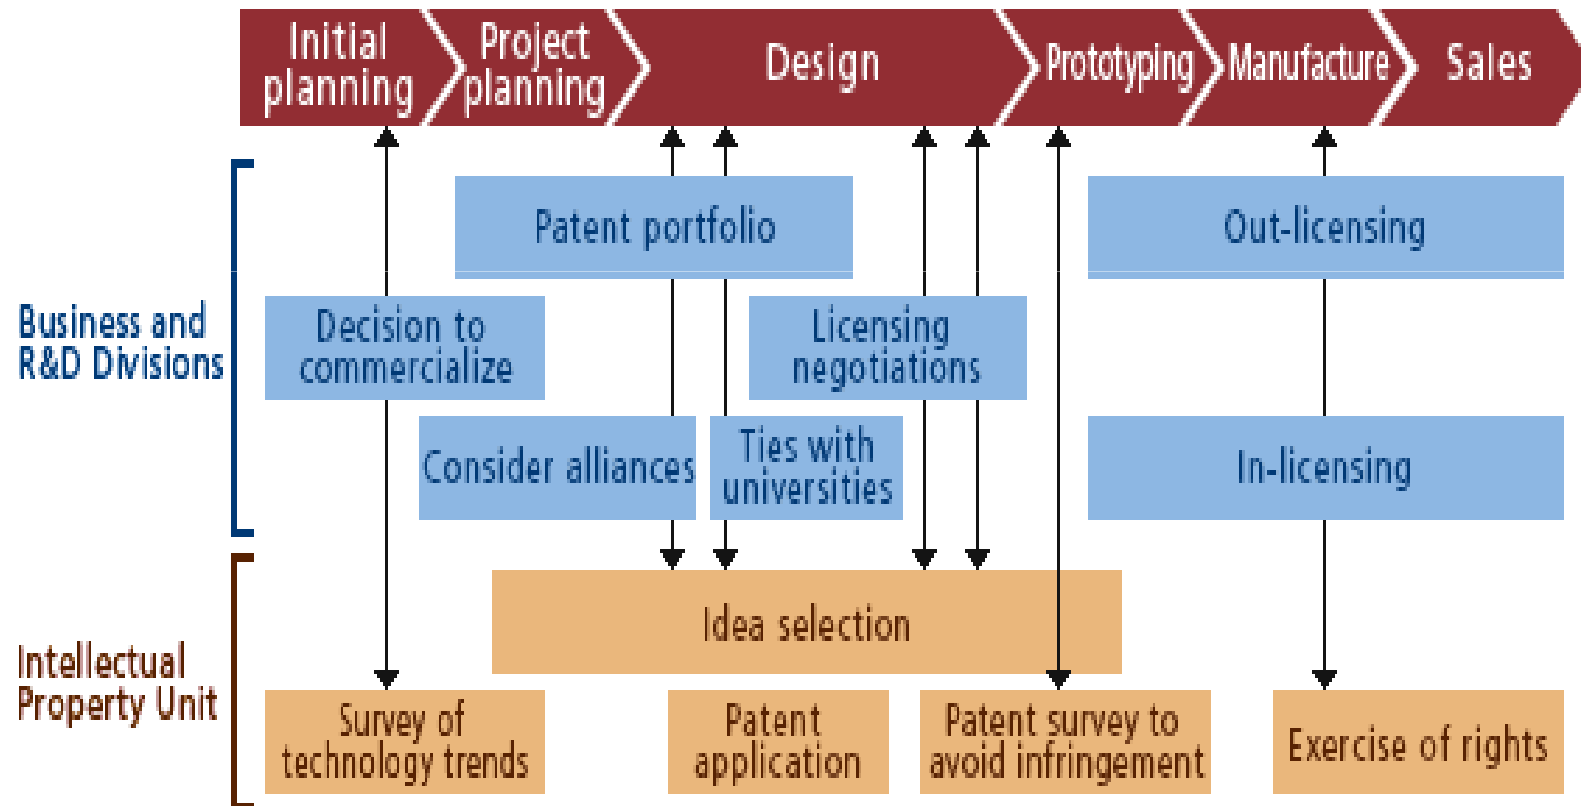 Initial
planning
Project
planning
Design
Prototyping
Manufacture
Sales
Patent portfolio
Out-licensing
Business and
R&D Divisions
Decision to
commercialize
Licensing
negotiations
Consider alliances
Ties with
universities
In-licensing
Idea selection
Intellectual
Property Unit
Survey of
technology trends
Patent
application
Patent survey to
avoid infringement
Exercise of rights